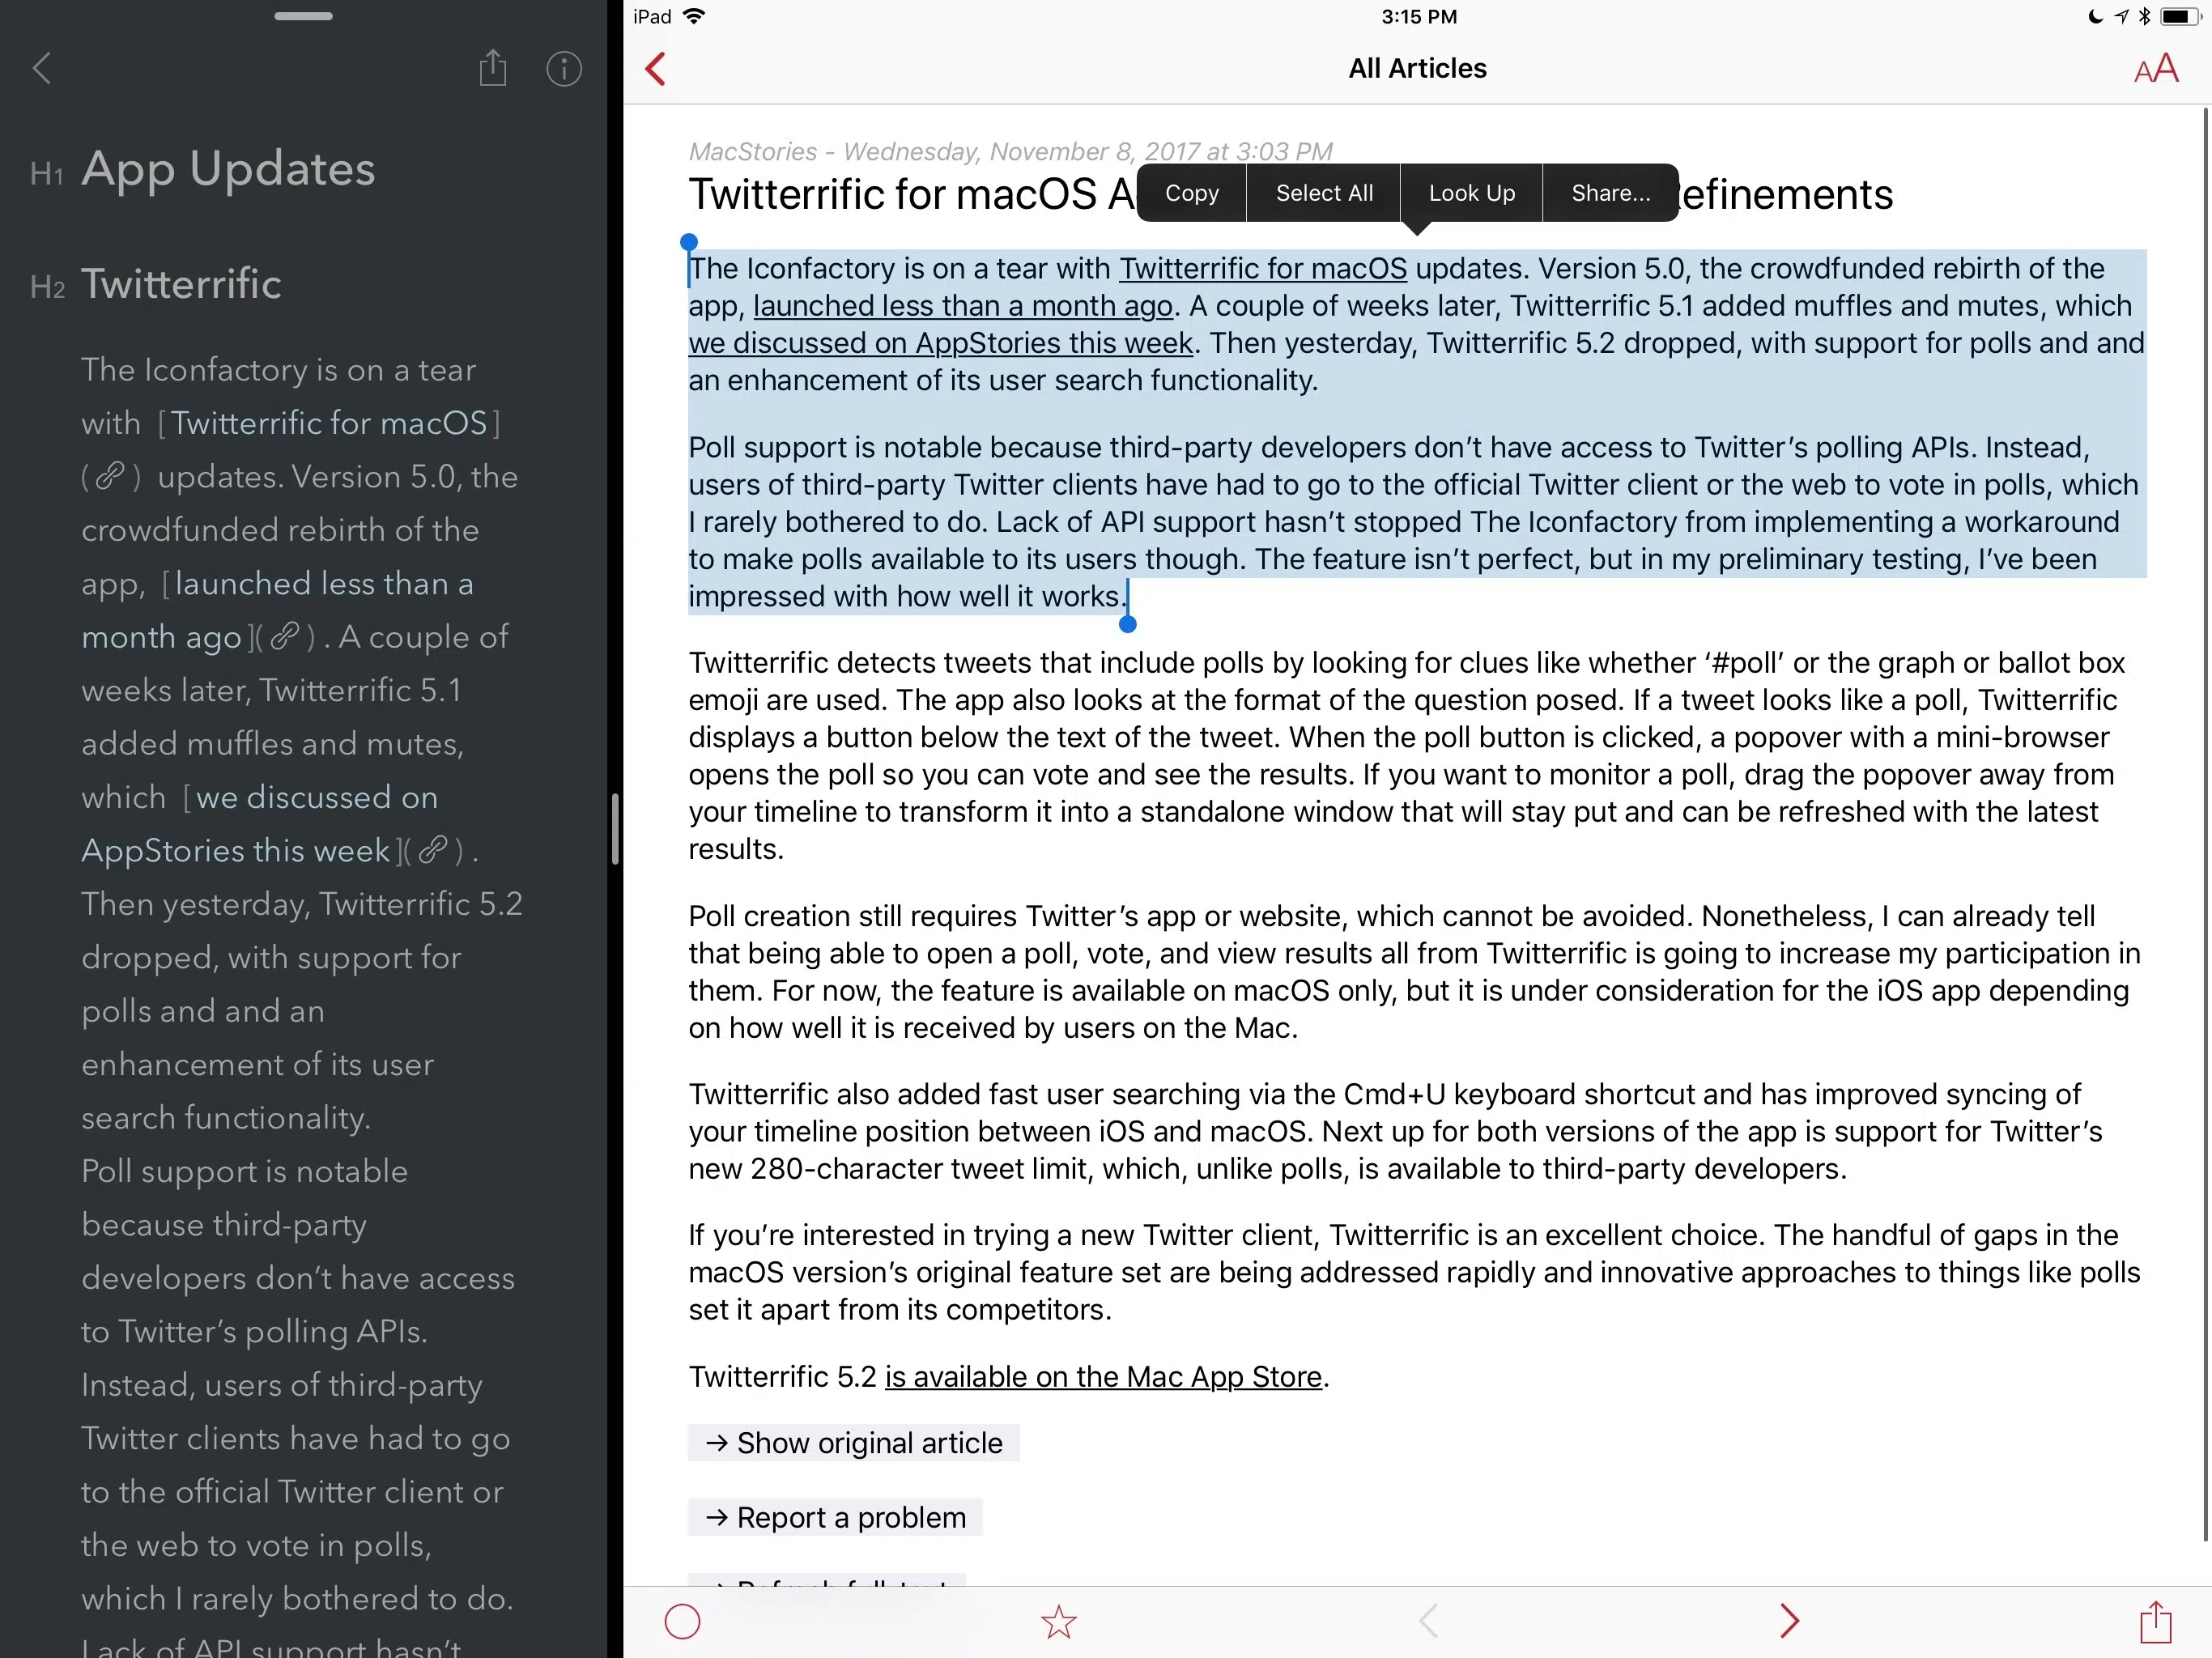 H1 App Updates
H2 Twitterrific
The Iconfactory is on a tear
with [Twitterrific for macOS]
( ) updates. Version 5.0, the
crowdfunded rebirth of the
app, [launched less than a
month ago]( ). A couple of
weeks later, Twitterrific 5.1
added muffles and mutes,
which [we discussed on
AppStories this week]( ).
Then yesterday, Twitterrific 5.2
dropped, with support for
polls and and an
enhancement of its user
search functionality.
Poll support is notable
because third-party
developers don’t have access
to Twitter’s polling APIs.
Instead, users of third-party
Twitter clients have had to go
to the official Twitter client or
the web to vote in polls,
which I rarely bothered to do.
Lack of API support hasn’t
iPad
3:15 PM
All Articles
AA
MacStories - Wednesday, November 8, 2017 at 3:03 PM
Twitterrific for macOS A efinements
Copy
Select All
Look Up
Share...
The Iconfactory is on a tear with Twitterrific for macOS updates. Version 5.0, the crowdfunded rebirth of the
app, launched less than a month ago. A couple of weeks later, Twitterrific 5.1 added muffles and mutes, which
we discussed on AppStories this week. Then yesterday, Twitterrific 5.2 dropped, with support for polls and and
an enhancement of its user search functionality.
Poll support is notable because third-party developers don’t have access to Twitter’s polling APIs. Instead,
users of third-party Twitter clients have had to go to the official Twitter client or the web to vote in polls, which
I rarely bothered to do. Lack of API support hasn’t stopped The Iconfactory from implementing a workaround
to make polls available to its users though. The feature isn’t perfect, but in my preliminary testing, I’ve been
impressed with how well it works.
Twitterrific detects tweets that include polls by looking for clues like whether ‘#poll’ or the graph or ballot box
emoji are used. The app also looks at the format of the question posed. If a tweet looks like a poll, Twitterrific
displays a button below the text of the tweet. When the poll button is clicked, a popover with a mini-browser
opens the poll so you can vote and see the results. If you want to monitor a poll, drag the popover away from
your timeline to transform it into a standalone window that will stay put and can be refreshed with the latest
results.
Poll creation still requires Twitter’s app or website, which cannot be avoided. Nonetheless, I can already tell
that being able to open a poll, vote, and view results all from Twitterrific is going to increase my participation in
them. For now, the feature is available on macOS only, but it is under consideration for the iOS app depending
on how well it is received by users on the Mac.
Twitterrific also added fast user searching via the Cmd+U keyboard shortcut and has improved syncing of
your timeline position between iOS and macOS. Next up for both versions of the app is support for Twitter’s
new 280-character tweet limit, which, unlike polls, is available to third-party developers.
If you’re interested in trying a new Twitter client, Twitterrific is an excellent choice. The handful of gaps in the
macOS version’s original feature set are being addressed rapidly and innovative approaches to things like polls
set it apart from its competitors.
Twitterrific 5.2 is available on the Mac App Store.
→ Show original article
→ Report a problem
→ Refresh full text